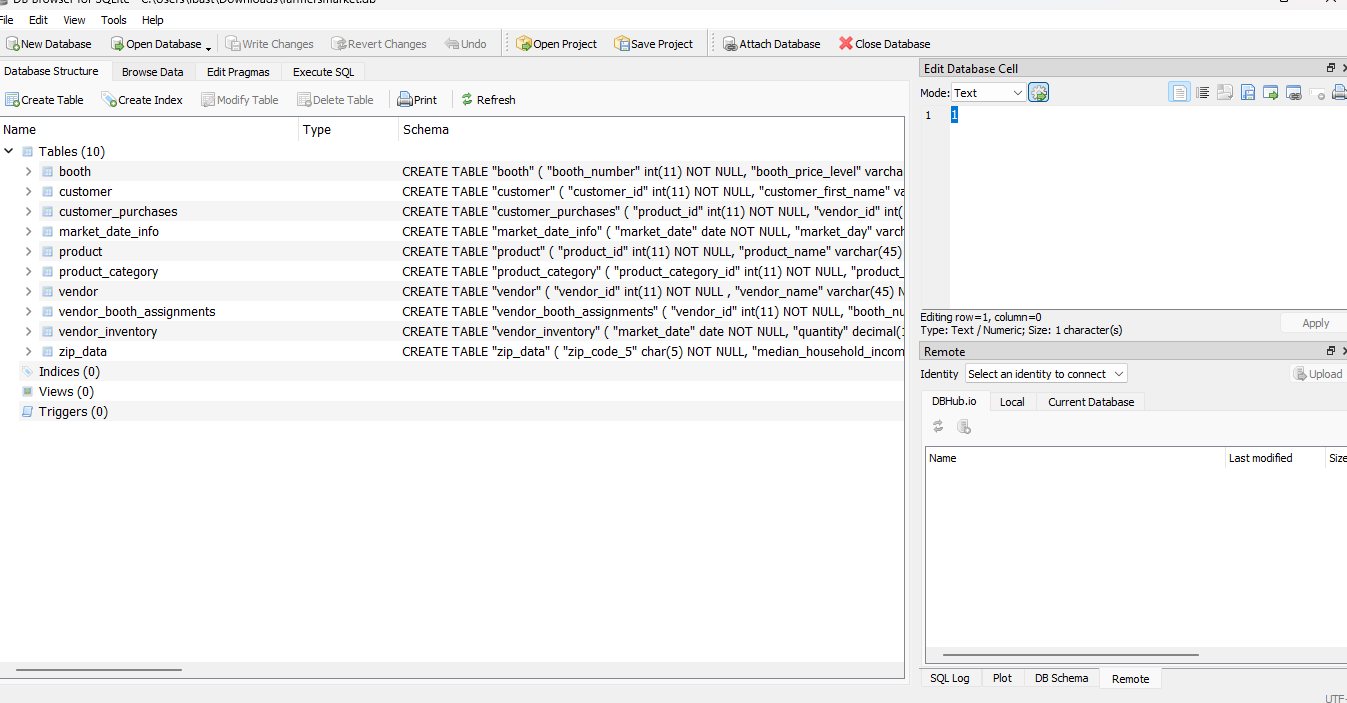 DB Browser for SQLite - C:\Users\bast\Downloads\farmersmarket.db
File Edit View Tools Help
New Database Open Database Write Changes Revert Changes Undo Open Project Save Project Attach Database Close Database
Database Structure Browse Data Edit Pragmas Execute SQL
Create Table Create Index Modify Table Delete Table Print Refresh
Name Type Schema
Tables (10)
booth CREATE TABLE "booth" ( "booth_number" int(11) NOT NULL, "booth_price_level" varcha
customer CREATE TABLE "customer" ( "customer_id" int(11) NOT NULL, "customer_first_name" va
customer_purchases CREATE TABLE "customer_purchases" ( "product_id" int(11) NOT NULL, "vendor_id" int(
market_date_info CREATE TABLE "market_date_info" ( "market_date" date NOT NULL, "market_day" varch
product CREATE TABLE "product" ( "product_id" int(11) NOT NULL, "product_name" varchar(45)
product_category CREATE TABLE "product_category" ( "product_category_id" int(11) NOT NULL, "product_
vendor CREATE TABLE "vendor" ( "vendor_id" int(11) NOT NULL , "vendor_name" varchar(45) N
vendor_booth_assignments CREATE TABLE "vendor_booth_assignments" ( "vendor_id" int(11) NOT NULL, "booth_nu
vendor_inventory CREATE TABLE "vendor_inventory" ( "market_date" date NOT NULL, "quantity" decimal(1
zip_data CREATE TABLE "zip_data" ( "zip_code_5" char(5) NOT NULL, "median_household_incom
Indices (0)
Views (0)
Triggers (0)
Edit Database Cell
Mode: Text
1 1
Editing row=1, column=0
Type: Text / Numeric; Size: 1 character(s)
Apply
Remote
Identity Select an identity to connect Upload
DBHub.io Local Current Database
Name Last modified Size
SQL Log Plot DB Schema Remote
UTF-